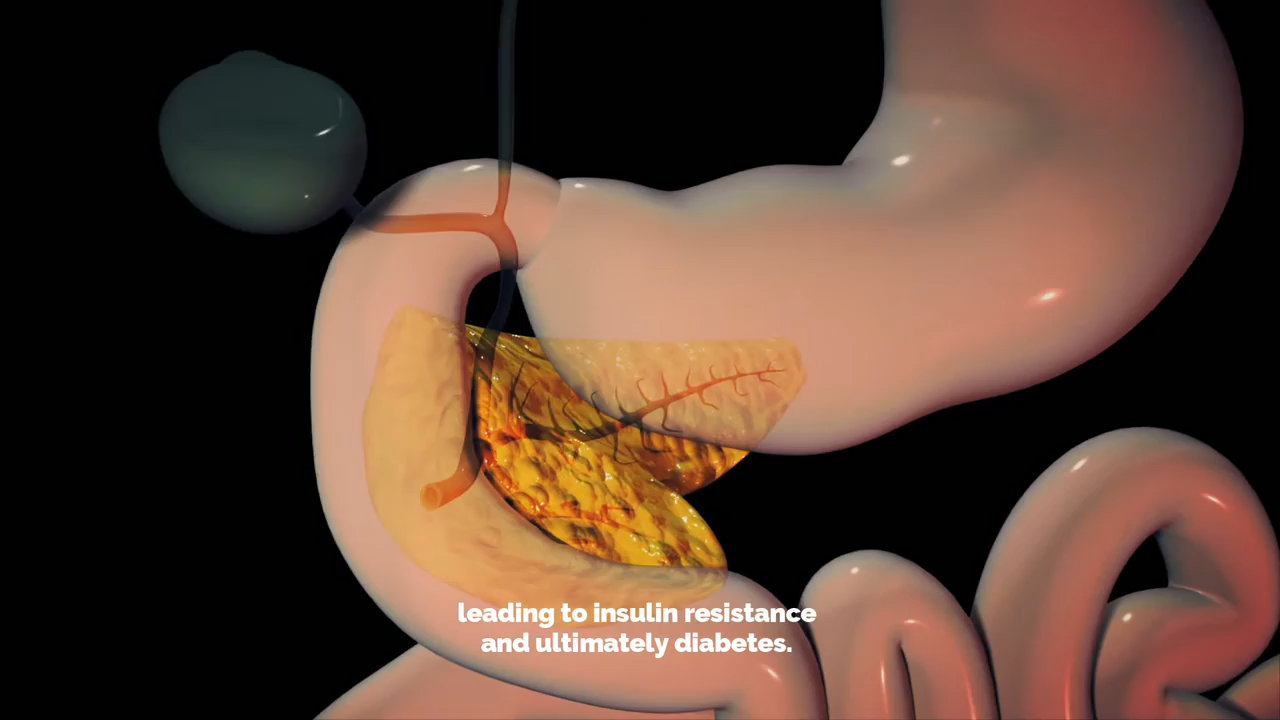 leading to insulin resistance
and ultimately diabetes.